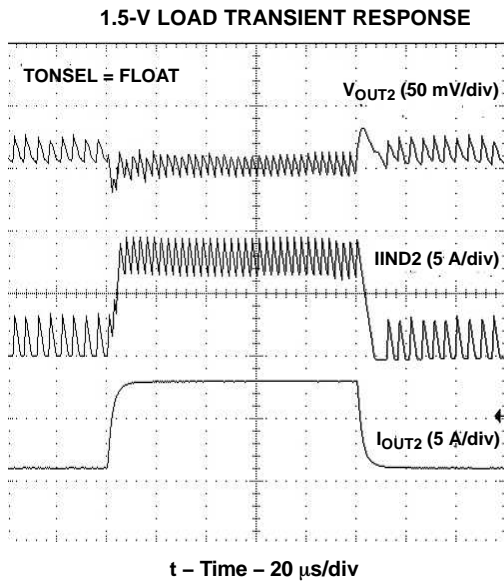 1.5-V LOAD TRANSIENT RESPONSE
TONSEL = FLOAT
VOUT2 (50 mV/div)
IIND2 (5 A/div)
IOUT2 (5 A/div)
t – Time – 20 μs/div